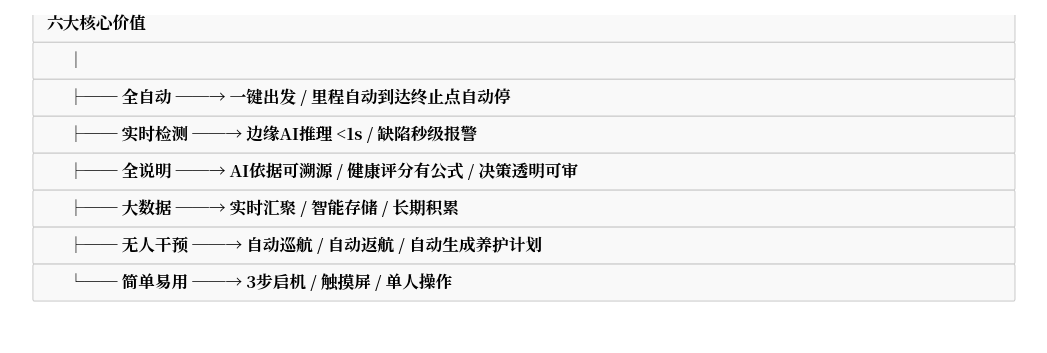 六大核心价值
│
├── 全自动 ──→ 一键出发 / 里程自动到达终止点自动停
├── 实时检测 ──→ 边缘AI推理 <1s / 缺陷秒级报警
├── 全说明 ──→ AI依据可溯源 / 健康评分有公式 / 决策透明可审
├── 大数据 ──→ 实时汇聚 / 智能存储 / 长期积累
├── 无人干预 ──→ 自动巡航 / 自动返航 / 自动生成养护计划
└── 简单易用 ──→ 3步启机 / 触摸屏 / 单人操作